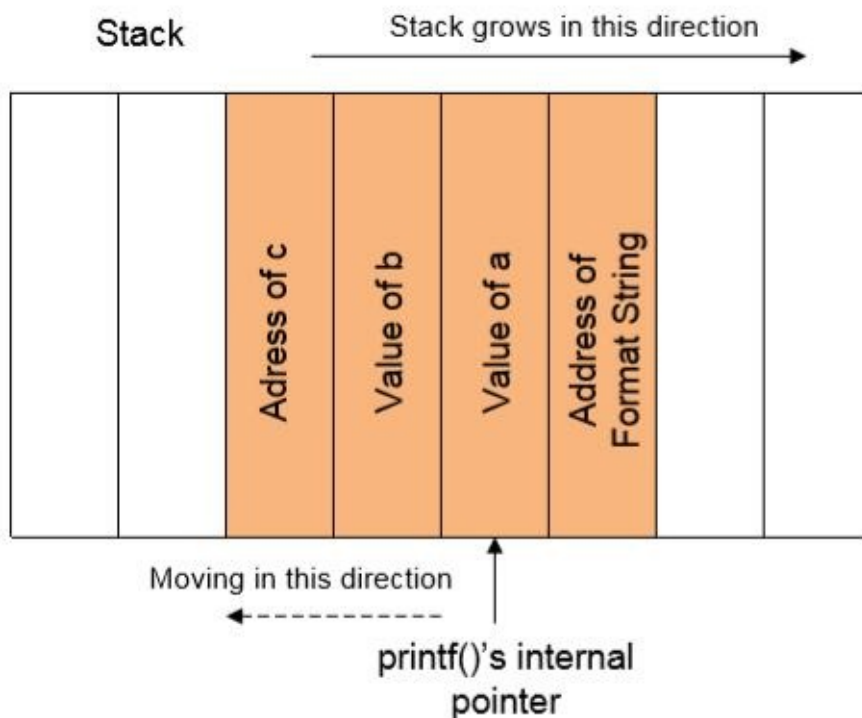 Stack
Stack grows in this direction
Adress of c
Value of b
Value of a
Address of
Format String
Moving in this direction
printf()'s internal
pointer